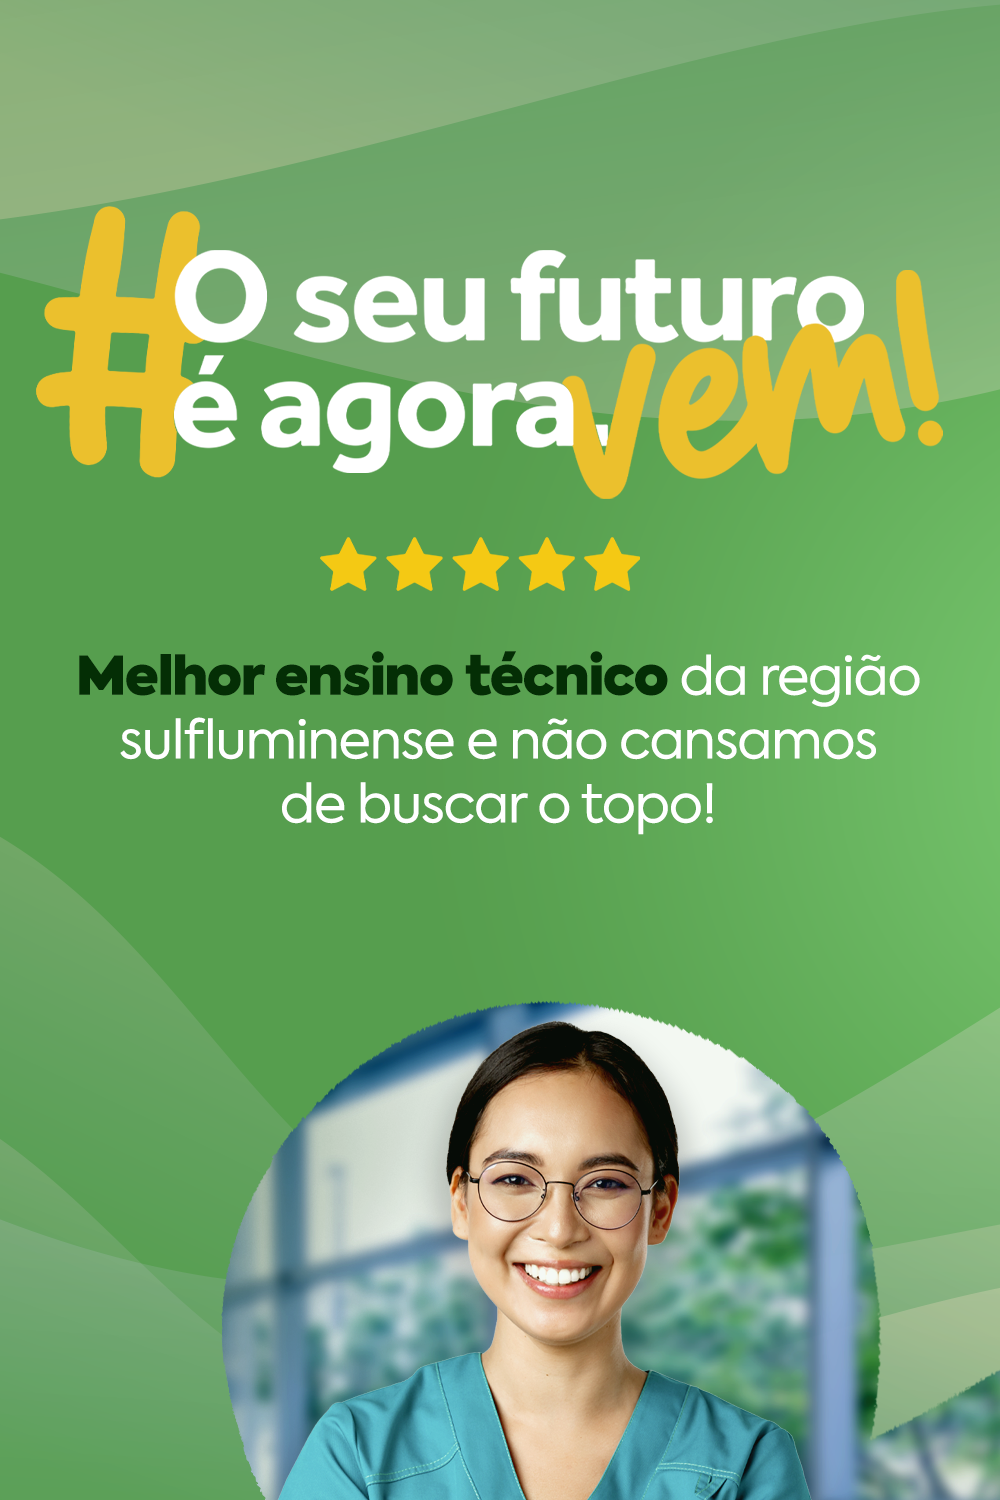 #O seu futuro
é agora, vem!
Melhor ensino técnico da região
sulfluminense e não cansamos
de buscar o topo!